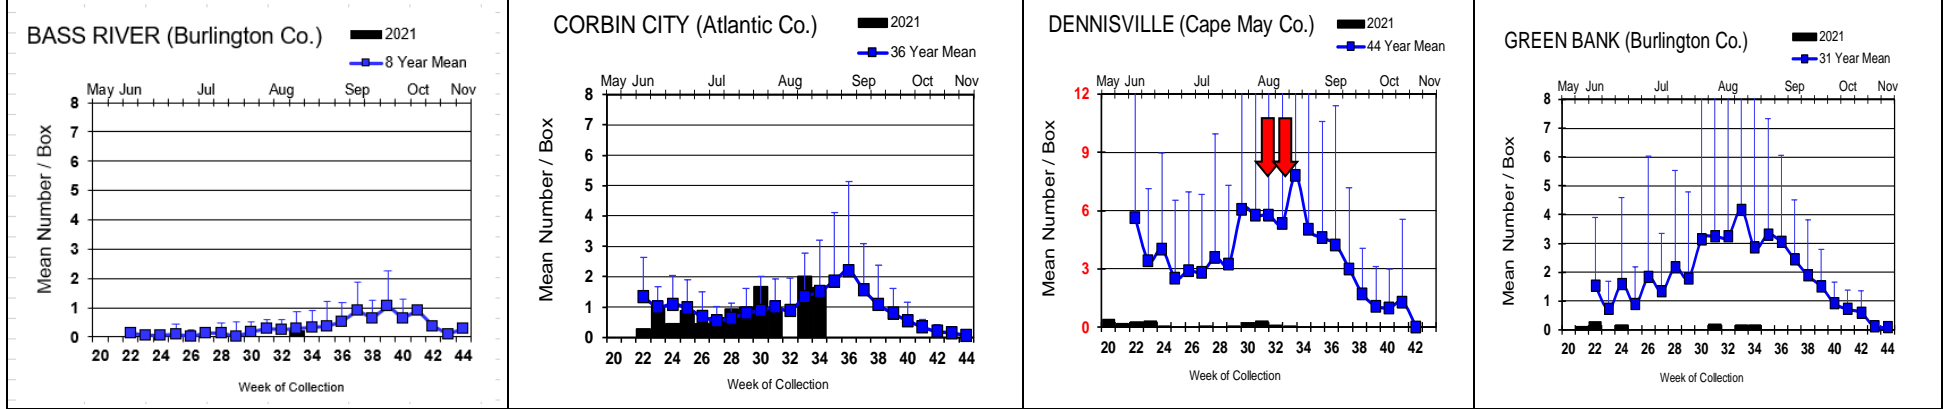 BASS RIVER (Burlington Co.)
2021
8 Year Mean
May Jun Jul Aug Sep Oct Nov
8
7
6
5
4
3
2
1
0
Mean Number / Box
20 22 24 26 28 30 32 34 36 38 40 42 44
Week of Collection
CORBIN CITY (Atlantic Co.)
2021
36 Year Mean
May Jun Jul Aug Sep Oct Nov
8
7
6
5
4
3
2
1
0
Mean Number / Box
20 22 24 26 28 30 32 34 36 38 40 42 44
Week of Collection
DENNISVILLE (Cape May Co.)
2021
44 Year Mean
May Jun Jul Aug Sep Oct Nov
12
9
6
3
0
Mean Number / Box
20 22 24 26 28 30 32 34 36 38 40 42
Week of Collection
GREEN BANK (Burlington Co.)
2021
31 Year Mean
May Jun Jul Aug Sep Oct Nov
8
7
6
5
4
3
2
1
0
Mean Number / Box
20 22 24 26 28 30 32 34 36 38 40 42 44
Week of Collection